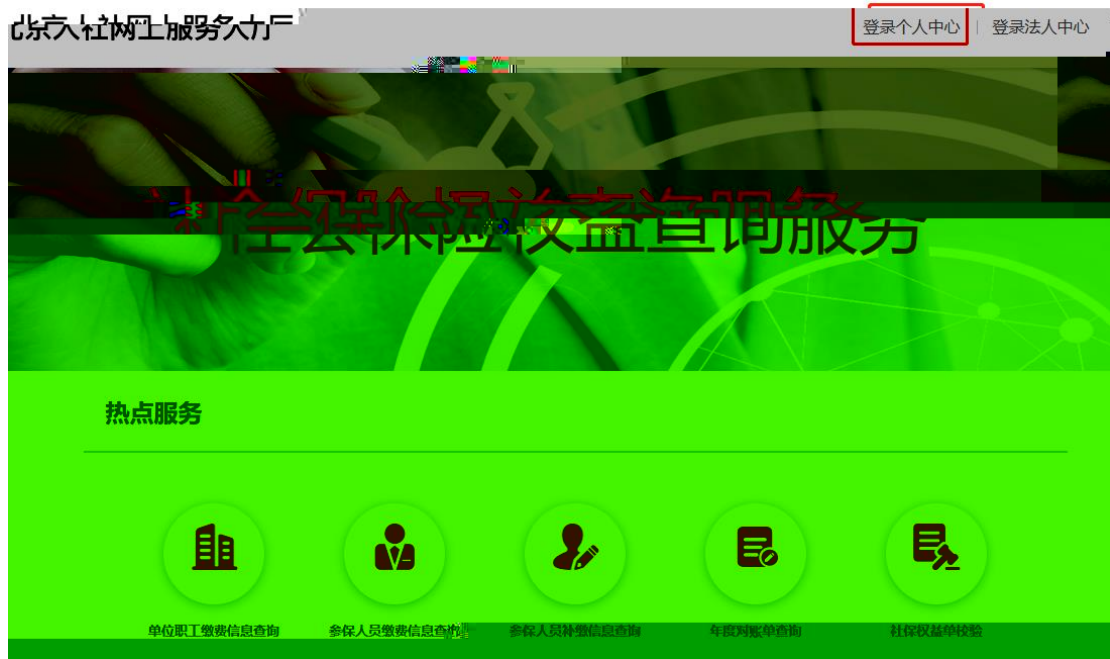 北京人社网上服务大厅
登录个人中心 | 登录法人中心
社会保险权益查询服务
热点服务
单位职工缴费信息查询
参保人员缴费信息查询
参保人员补缴信息查询
年度对账单查询
社保权益单校验